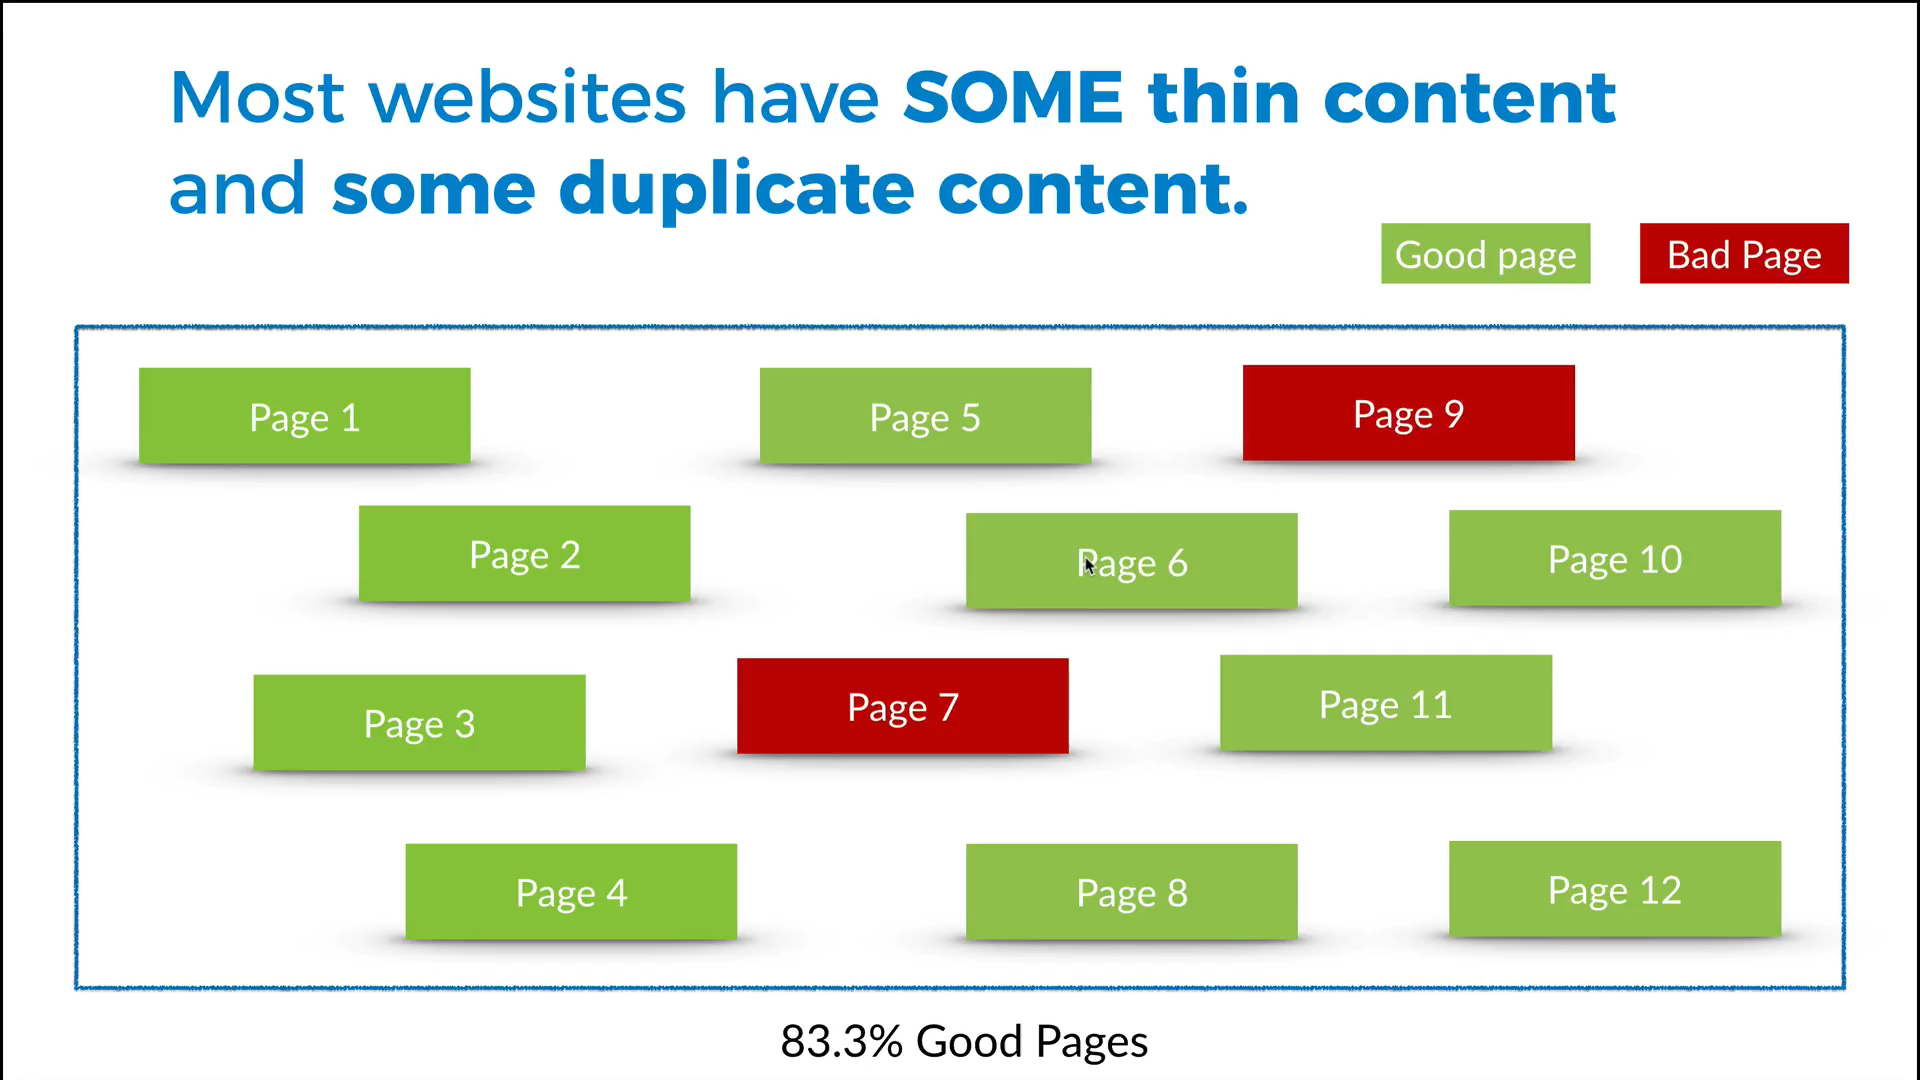 Most websites have SOME thin content
and some duplicate content.
Good page
Bad Page
Page 1
Page 5
Page 9
Page 2
Page 6
Page 10
Page 3
Page 7
Page 11
Page 4
Page 8
Page 12
83.3% Good Pages